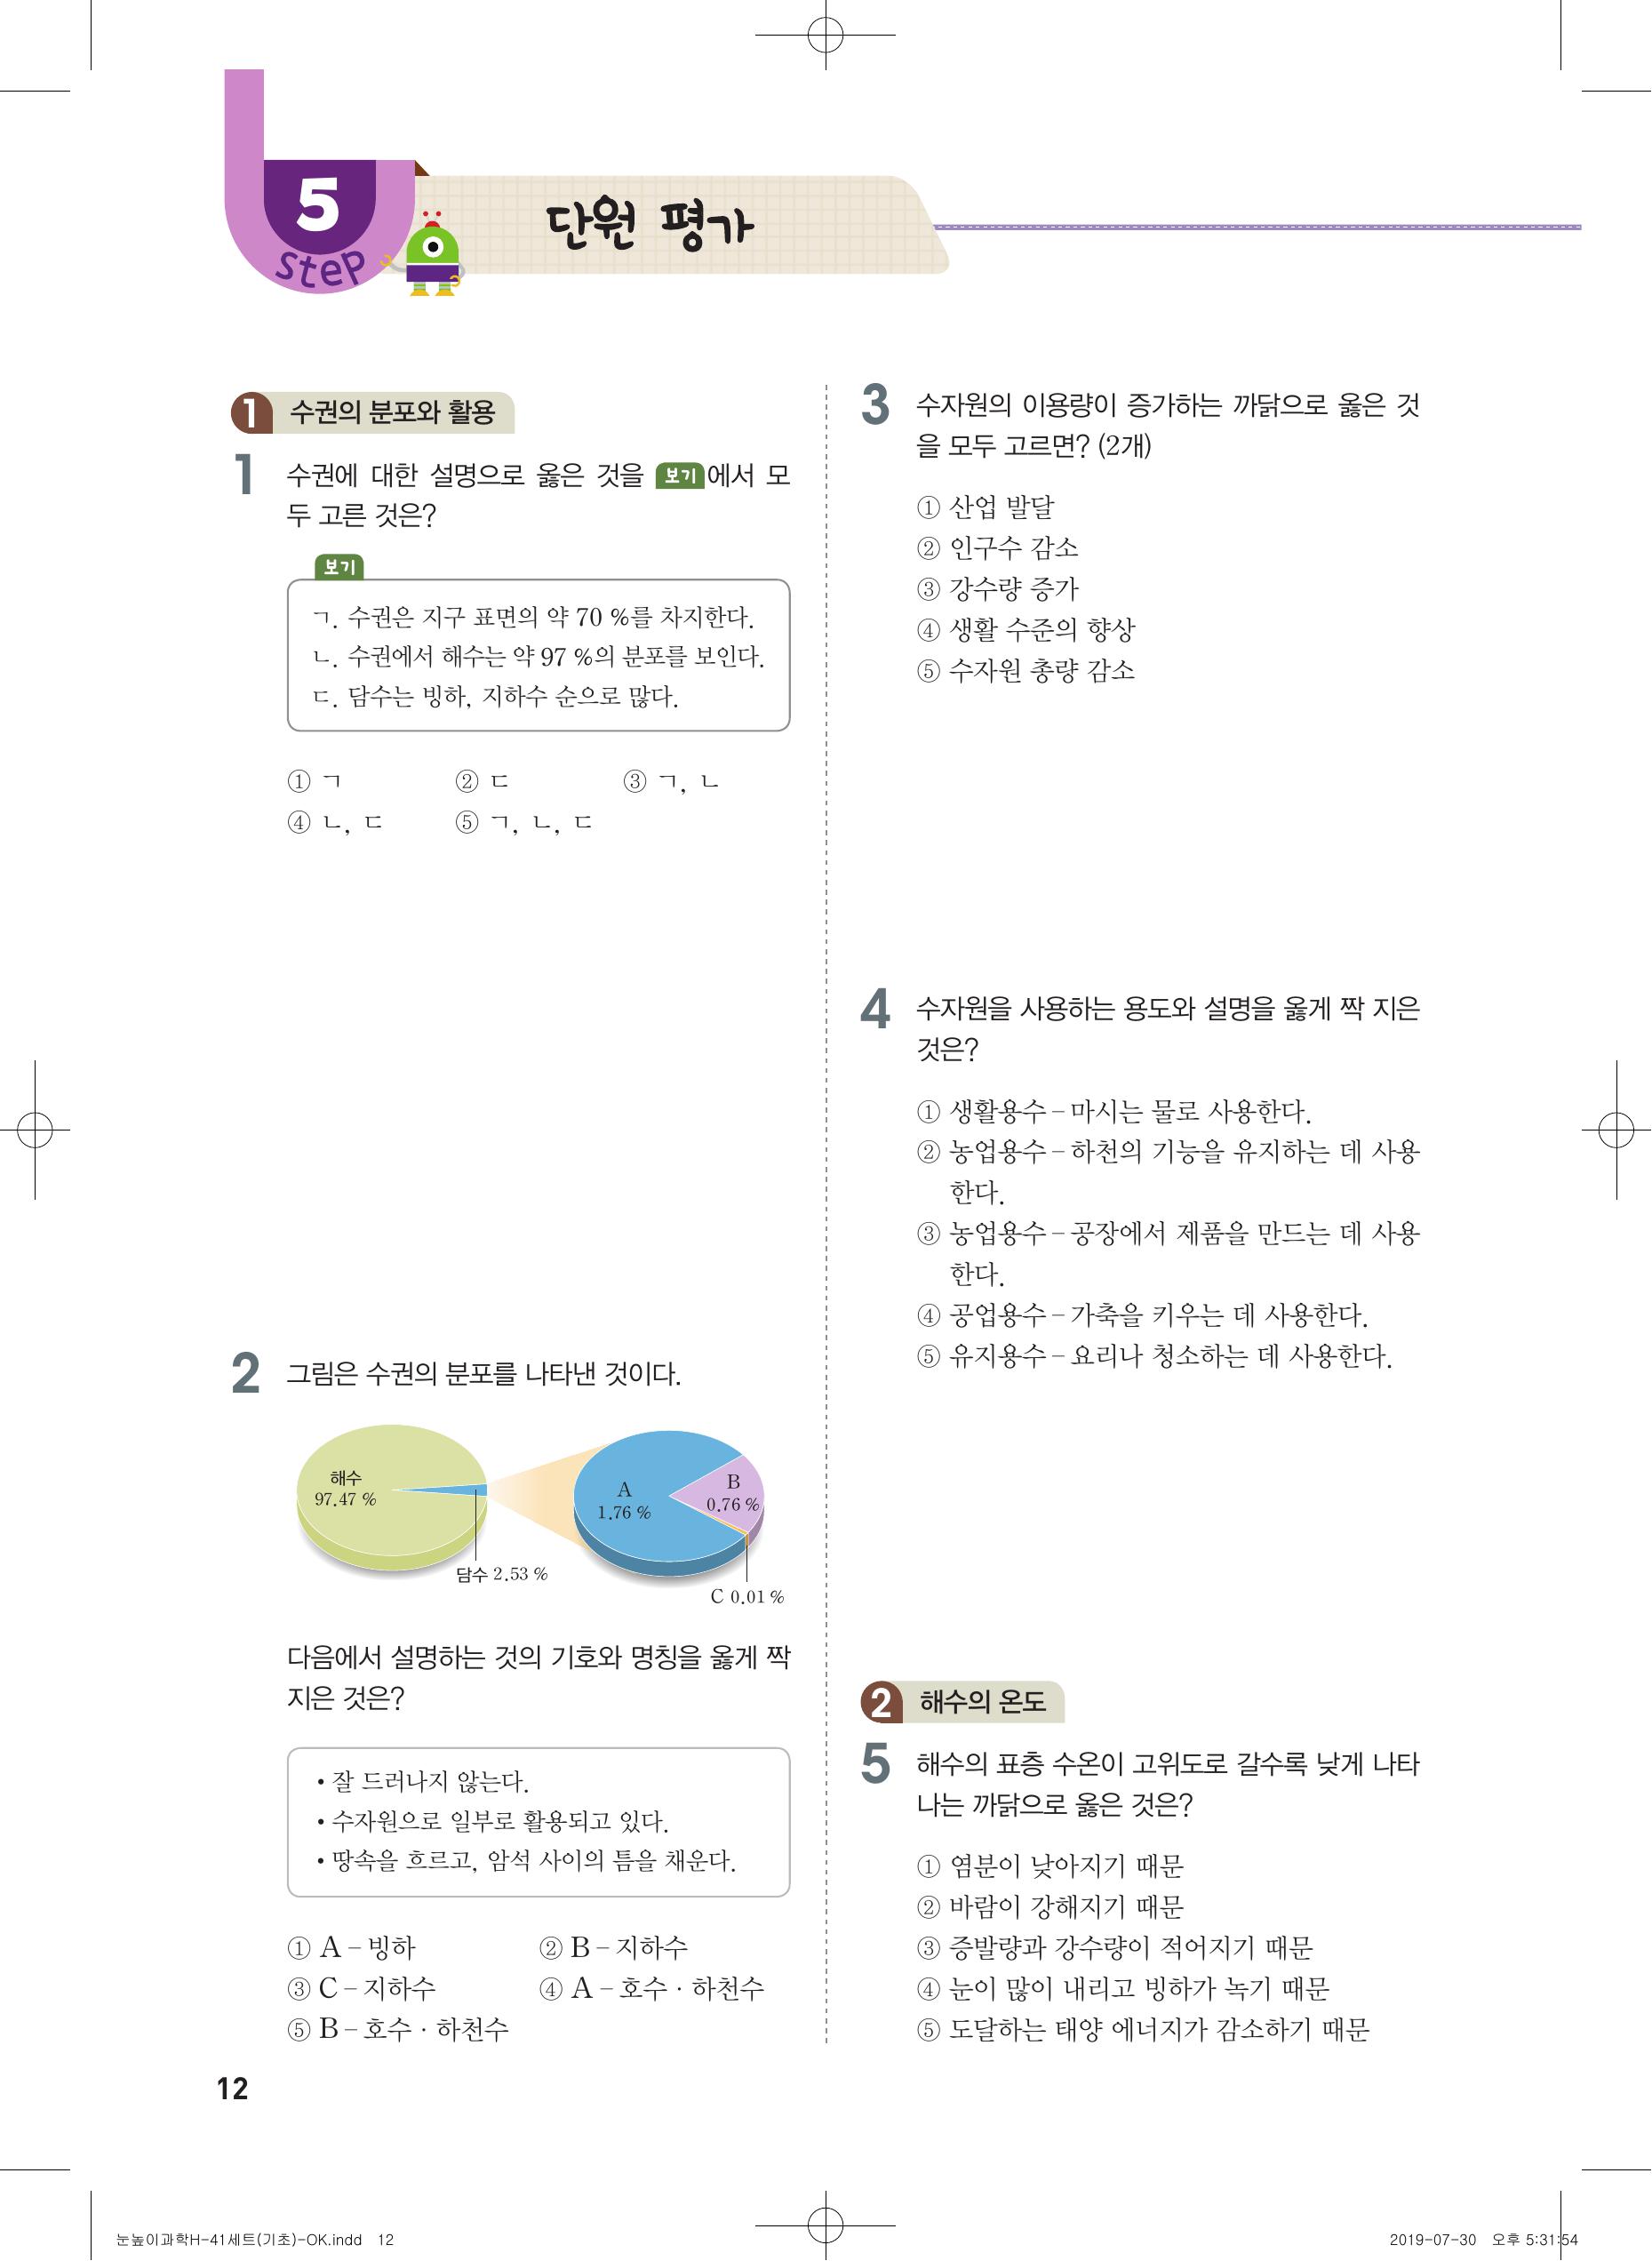 5
step
단원 평가
1 수권의 분포와 활용
1 수권에 대한 설명으로 옳은 것을 보기에서 모
두 고른 것은?
보기
ㄱ. 수권은 지구 표면의 약 70 %를 차지한다.
ㄴ. 수권에서 해수는 약 97 %의 분포를 보인다.
ㄷ. 담수는 빙하, 지하수 순으로 많다.
① ㄱ ② ㄷ ③ ㄱ, ㄴ
④ ㄴ, ㄷ ⑤ ㄱ, ㄴ, ㄷ
2 그림은 수권의 분포를 나타낸 것이다.
해수
97.47 %
담수 2.53 %
A
1.76 %
B
0.76 %
C 0.01 %
다음에서 설명하는 것의 기호와 명칭을 옳게 짝
지은 것은?
• 잘 드러나지 않는다.
• 수자원으로 일부로 활용되고 있다.
• 땅속을 흐르고, 암석 사이의 틈을 채운다.
① A – 빙하 ② B – 지하수
③ C – 지하수 ④ A – 호수 · 하천수
⑤ B – 호수 · 하천수
3 수자원의 이용량이 증가하는 까닭으로 옳은 것
을 모두 고르면? (2개)
① 산업 발달
② 인구수 감소
③ 강수량 증가
④ 생활 수준의 향상
⑤ 수자원 총량 감소
4 수자원을 사용하는 용도와 설명을 옳게 짝 지은
것은?
① 생활용수 – 마시는 물로 사용한다.
② 농업용수 – 하천의 기능을 유지하는 데 사용
한다.
③ 농업용수 – 공장에서 제품을 만드는 데 사용
한다.
④ 공업용수 – 가축을 키우는 데 사용한다.
⑤ 유지용수 – 요리나 청소하는 데 사용한다.
2 해수의 온도
5 해수의 표층 수온이 고위도로 갈수록 낮게 나타
나는 까닭으로 옳은 것은?
① 염분이 낮아지기 때문
② 바람이 강해지기 때문
③ 증발량과 강수량이 적어지기 때문
④ 눈이 많이 내리고 빙하가 녹기 때문
⑤ 도달하는 태양 에너지가 감소하기 때문
12
눈높이과학H-41세트(기초)-OK.indd 12
2019-07-30 오후 5:31:54